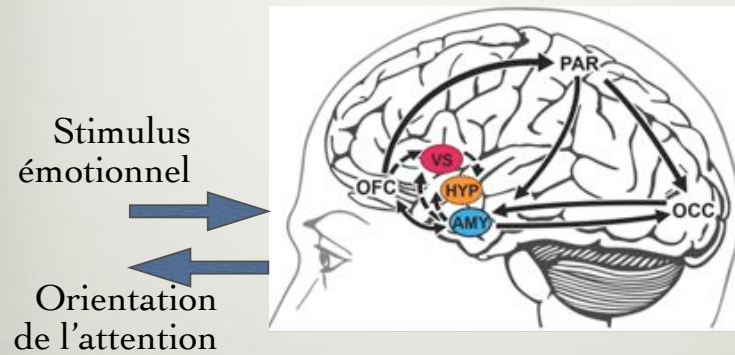 Stimulus
émotionnel
Orientation
de l'attention
PAR
VS
OFC
HYP
AMY
OCC